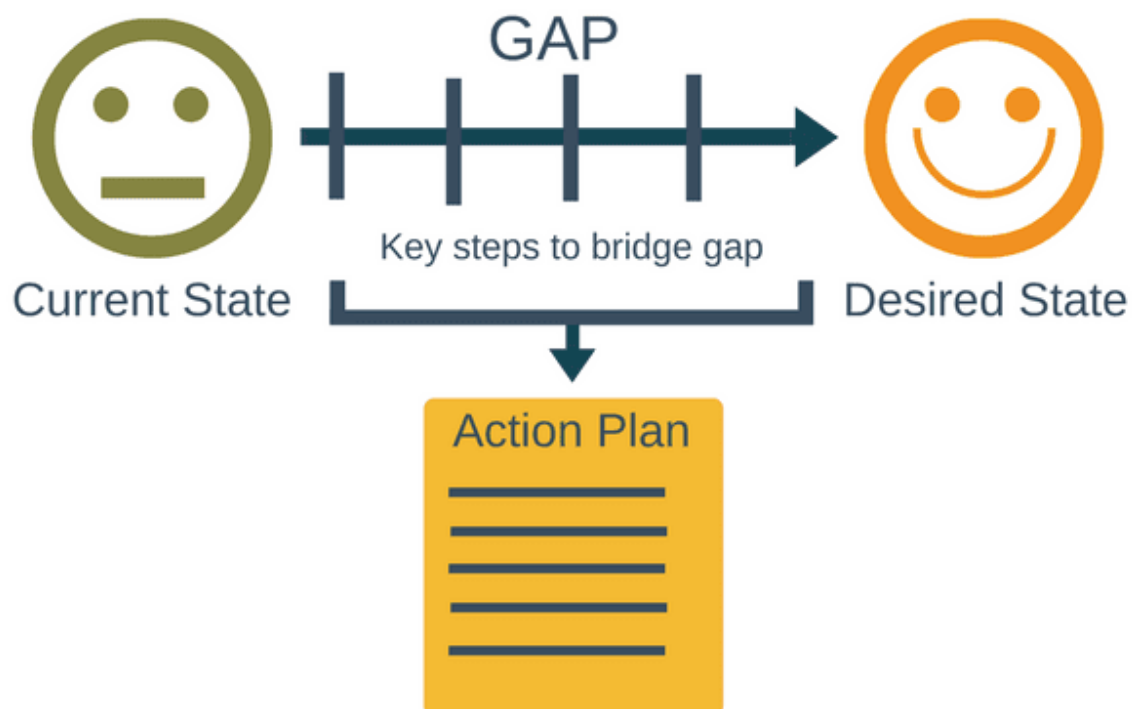 GAP
Key steps to bridge gap
Current State
Desired State
Action Plan